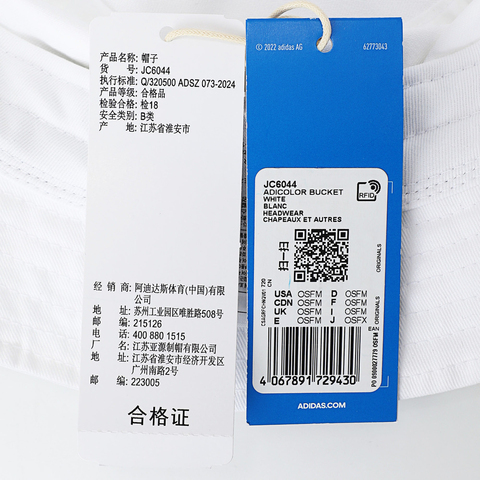 产品名称: 帽子
货 号: JC6044
执行标准: Q/320500 ADSZ 073-2024
产品等级: 合格品
检验合格: 检18
安全类别: B类
产 地: 江苏省淮安市
经 销 商: 阿迪达斯体育(中国)有限
公司
地址: 苏州工业园区唯胜路508号
邮编: 215126
电话: 400 880 1515
厂名: 江苏亚源制帽有限公司
地址: 江苏省淮安市经济开发区
广州南路2号
邮 编: 223005
合格证
© 2022 adidas AG
62773043
JC6044
ADICOLOR BUCKET
WHITE
BLANC
HEADWEAR
CHAPEAUX ET AUTRES
RFID
ORIGINALS
扫一扫
CN
USA OSFM D OSFM
CDN OSFM F OSFM
UK OSFM I OSFM
E OSFM J OSFX
EAN
ORIGINALS
PO 0900027779 OSFM
4 067891 729430
ADIDAS.COM